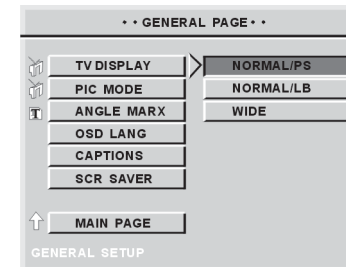 • • GENERAL PAGE • •
TV DISPLAY NORMAL/PS
PIC MODE NORMAL/LB
T ANGLE MARX WIDE
OSD LANG
CAPTIONS
SCR SAVER
MAIN PAGE
GENERAL SETUP